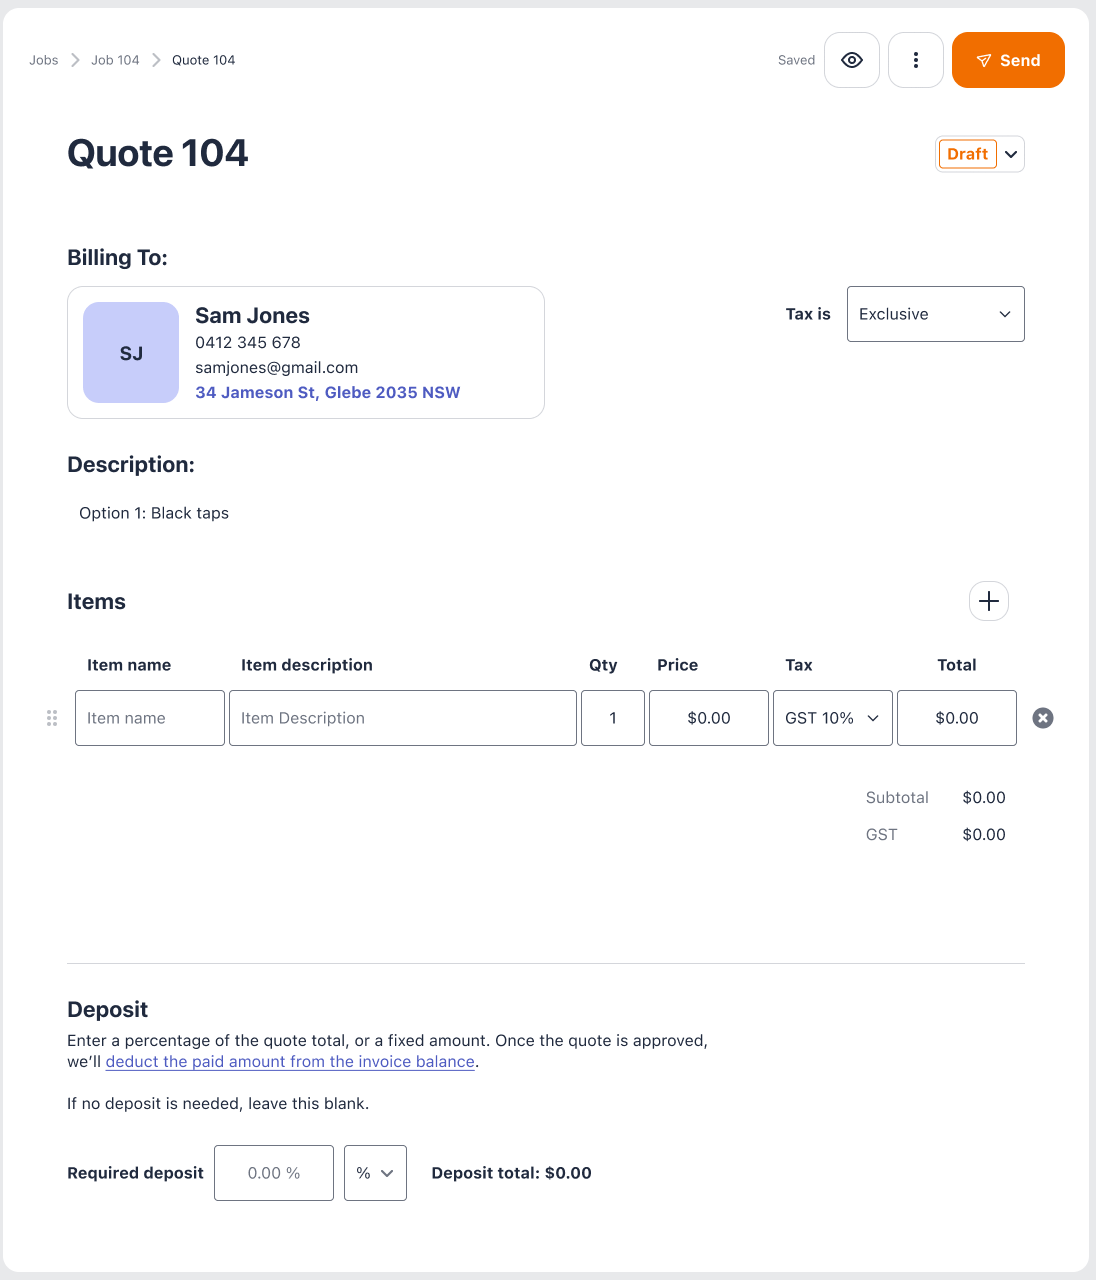 Jobs
Job 104
Quote 104
Saved
Send
Quote 104
Draft
Billing To:
SJ
Sam Jones
0412 345 678
samjones@gmail.com
34 Jameson St, Glebe 2035 NSW
Tax is
Exclusive
Description:
Option 1: Black taps
Items
Item name Item description Qty Price Tax Total
Item name Item Description 1 $0.00 GST 10% $0.00
Subtotal $0.00
GST $0.00
Deposit
Enter a percentage of the quote total, or a fixed amount. Once the quote is approved,
we’ll deduct the paid amount from the invoice balance.
If no deposit is needed, leave this blank.
Required deposit 0.00 % % Deposit total: $0.00